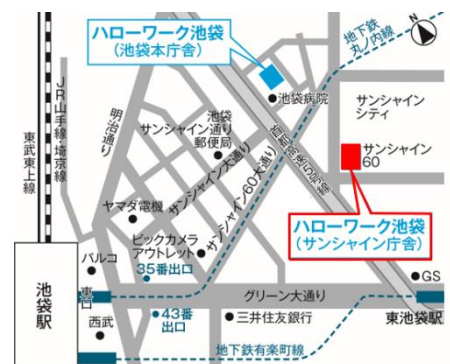 ハローワーク池袋
(池袋本庁舎)
地下鉄
丸ノ内線
N
池袋病院
サンシャイン
シティ
JR山手線・埼京線
東武東上線
明治通り
池袋
サンシャイン通り
郵便局
サンシャイン大通り
首都高速5号線
サンシャイン
60
サンシャイン60大通り
ヤマダ電機
ハローワーク池袋
(サンシャイン庁舎)
ビックカメラ
アウトレット
パルコ
35番出口
GS
池袋駅
東口
グリーン大通り
東池袋駅
西武
43番
出口
三井住友銀行
地下鉄有楽町線